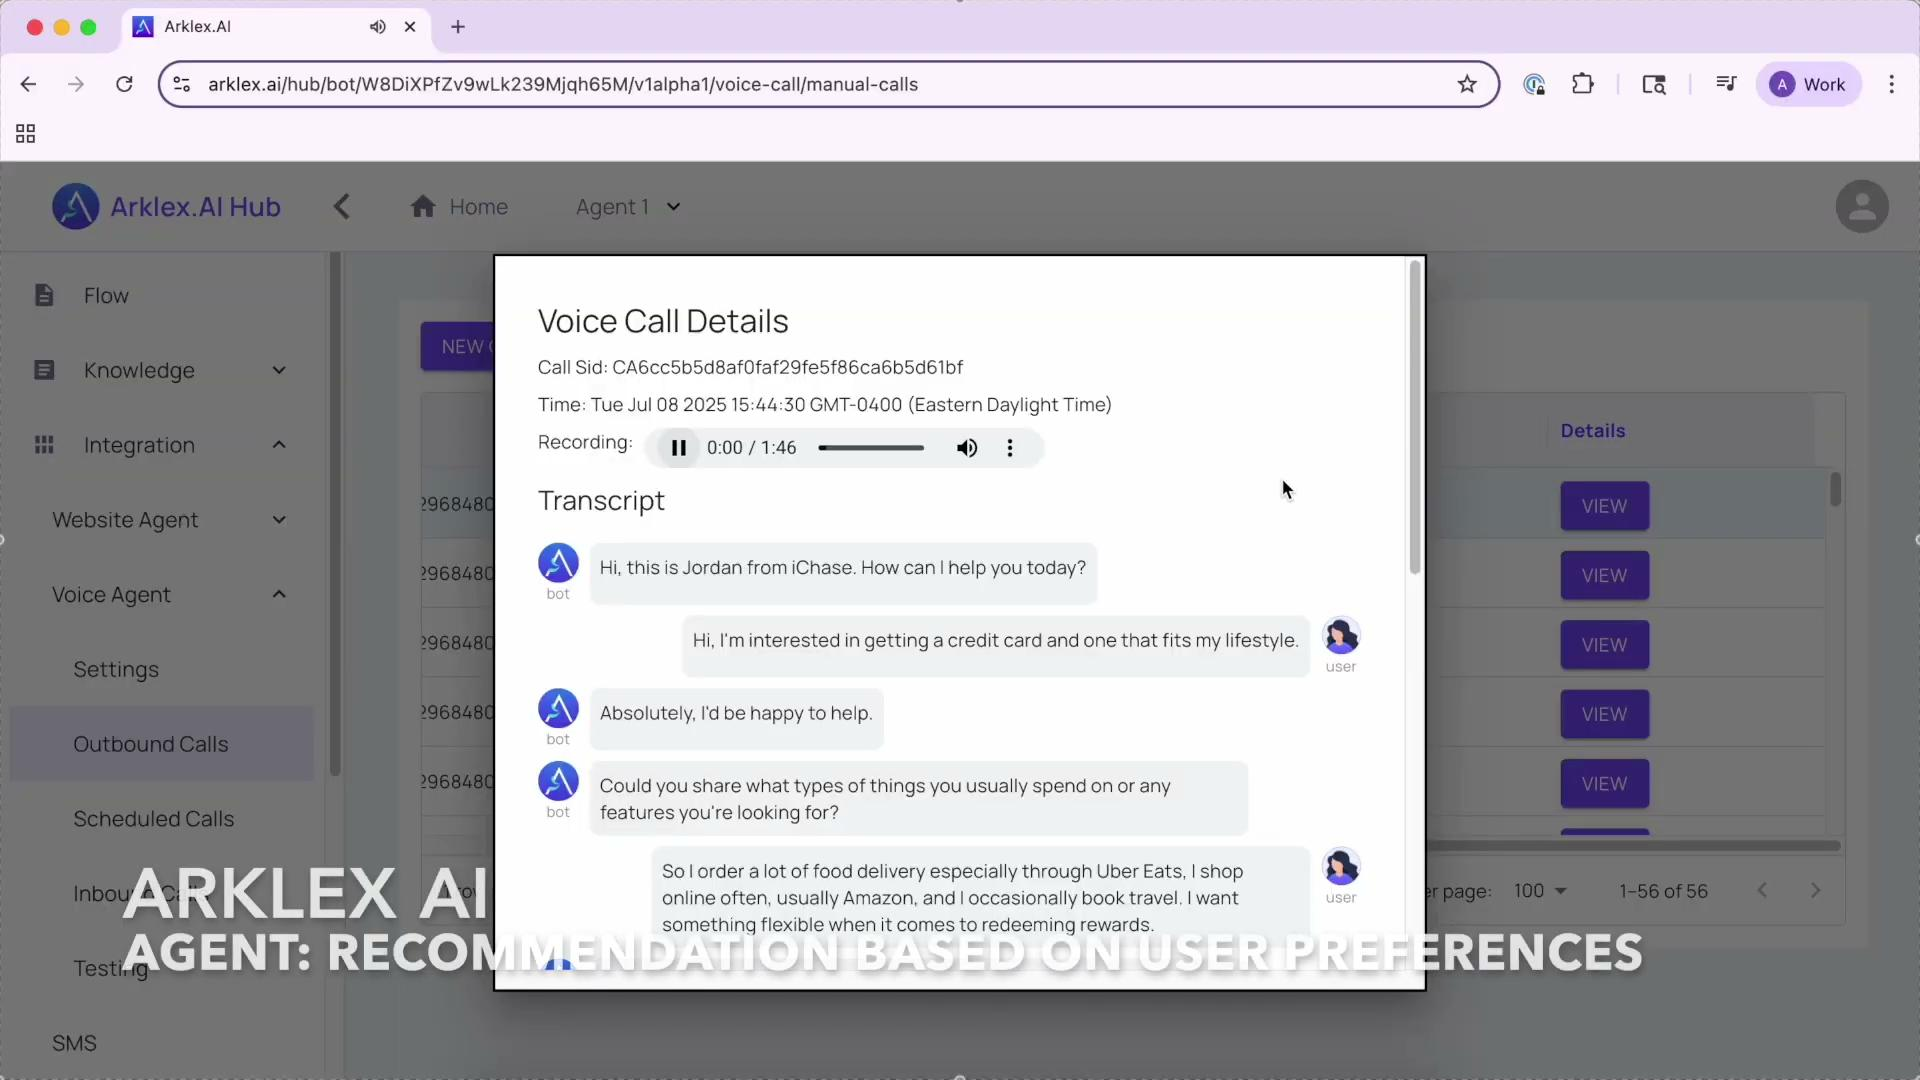 Arklex.AI
arklex.ai/hub/bot/W8DiXPfZv9wLk239Mjqh65M/v1alpha1/voice-call/manual-calls
A Work
Arklex.AI Hub
Home
Agent 1
Flow
Knowledge
Integration
Website Agent
Voice Agent
Settings
Outbound Calls
Scheduled Calls
Testing
SMS
NEW
Details
2968480
VIEW
2968480
VIEW
2968480
VIEW
2968480
VIEW
2968480
VIEW
page: 100
1–56 of 56
Voice Call Details
Call Sid: CA6cc5b5d8af0faf29fe5f86ca6b5d61bf
Time: Tue Jul 08 2025 15:44:30 GMT-0400 (Eastern Daylight Time)
Recording: 0:00 / 1:46
Transcript
Hi, this is Jordan from iChase. How can I help you today?
bot
Hi, I'm interested in getting a credit card and one that fits my lifestyle.
user
Absolutely, I'd be happy to help.
bot
Could you share what types of things you usually spend on or any
features you're looking for?
bot
So I order a lot of food delivery especially through Uber Eats, I shop
online often, usually Amazon, and I occasionally book travel. I want
something flexible when it comes to redeeming rewards.
user
ARKLEX AI
AGENT: RECOMMENDATION BASED ON USER PREFERENCES